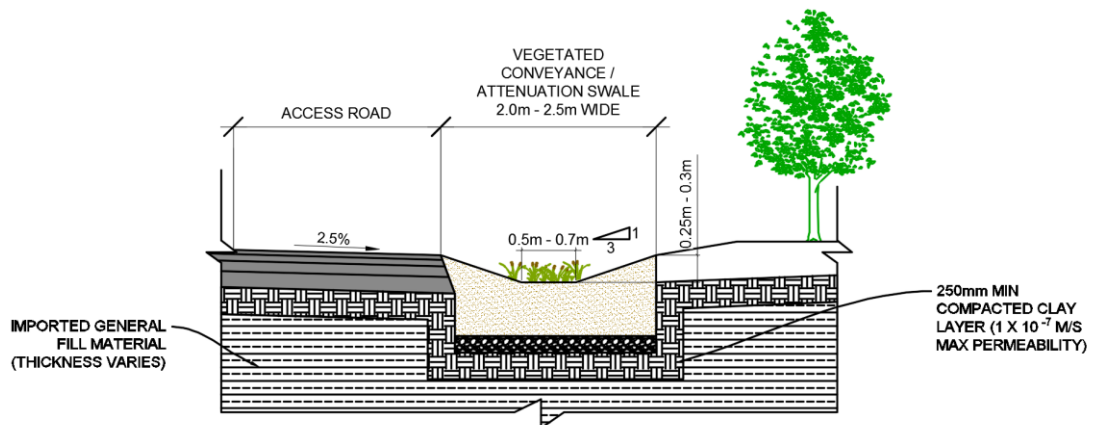 VEGETATED
CONVEYANCE /
ATTENUATION SWALE
2.0m - 2.5m WIDE
ACCESS ROAD
0.25m - 0.3m
2.5%
0.5m - 0.7m
1
3
IMPORTED GENERAL
FILL MATERIAL
(THICKNESS VARIES)
250mm MIN
COMPACTED CLAY
LAYER (1 X 10⁻⁷ M/S
MAX PERMEABILITY)